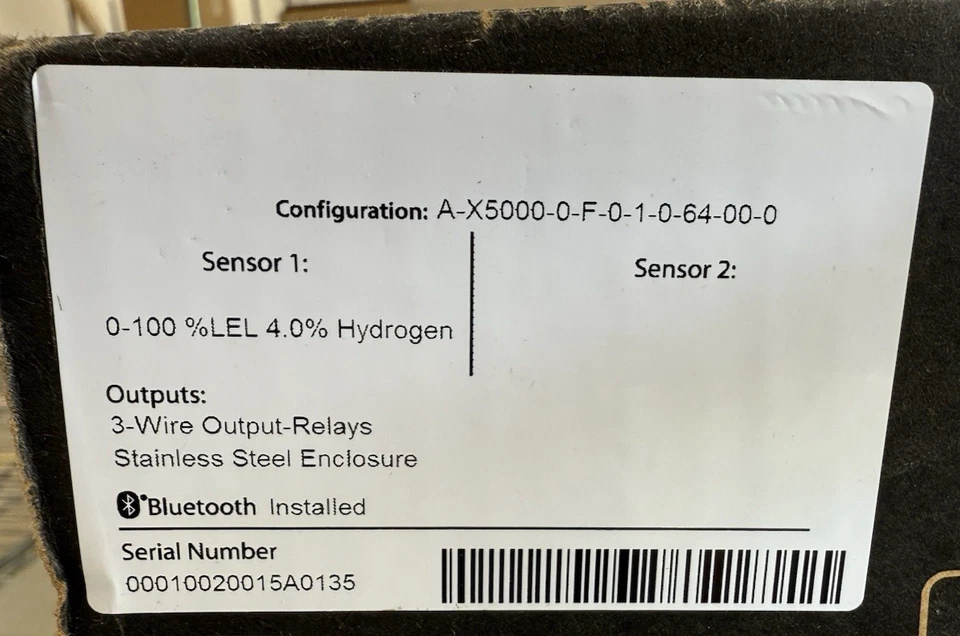 Configuration: A-X5000-0-F-0-1-0-64-00-0
Sensor 1:
Sensor 2:
0-100 %LEL 4.0% Hydrogen
Outputs:
3-Wire Output-Relays
Stainless Steel Enclosure
Bluetooth Installed
Serial Number
00010020015A0135